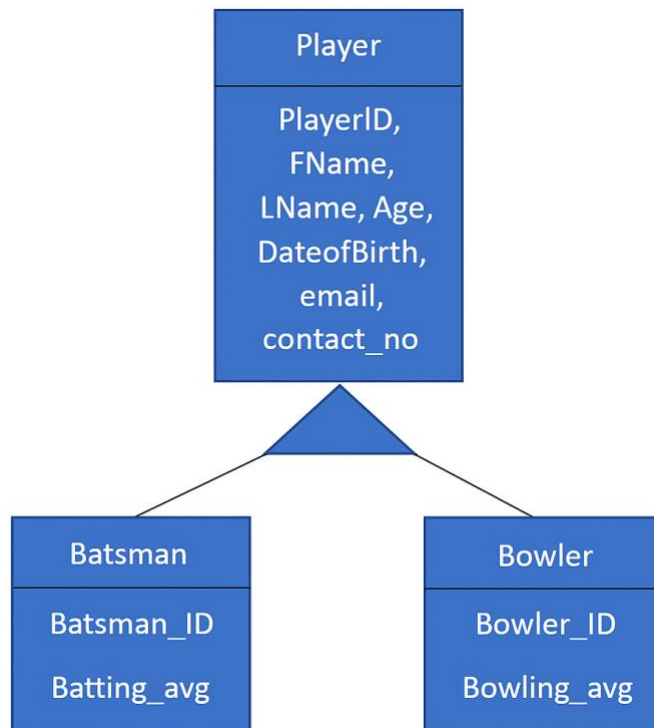 Player
PlayerID,
FName,
LName, Age,
DateofBirth,
email,
contact_no
Batsman
Batsman_ID
Batting_avg
Bowler
Bowler_ID
Bowling_avg